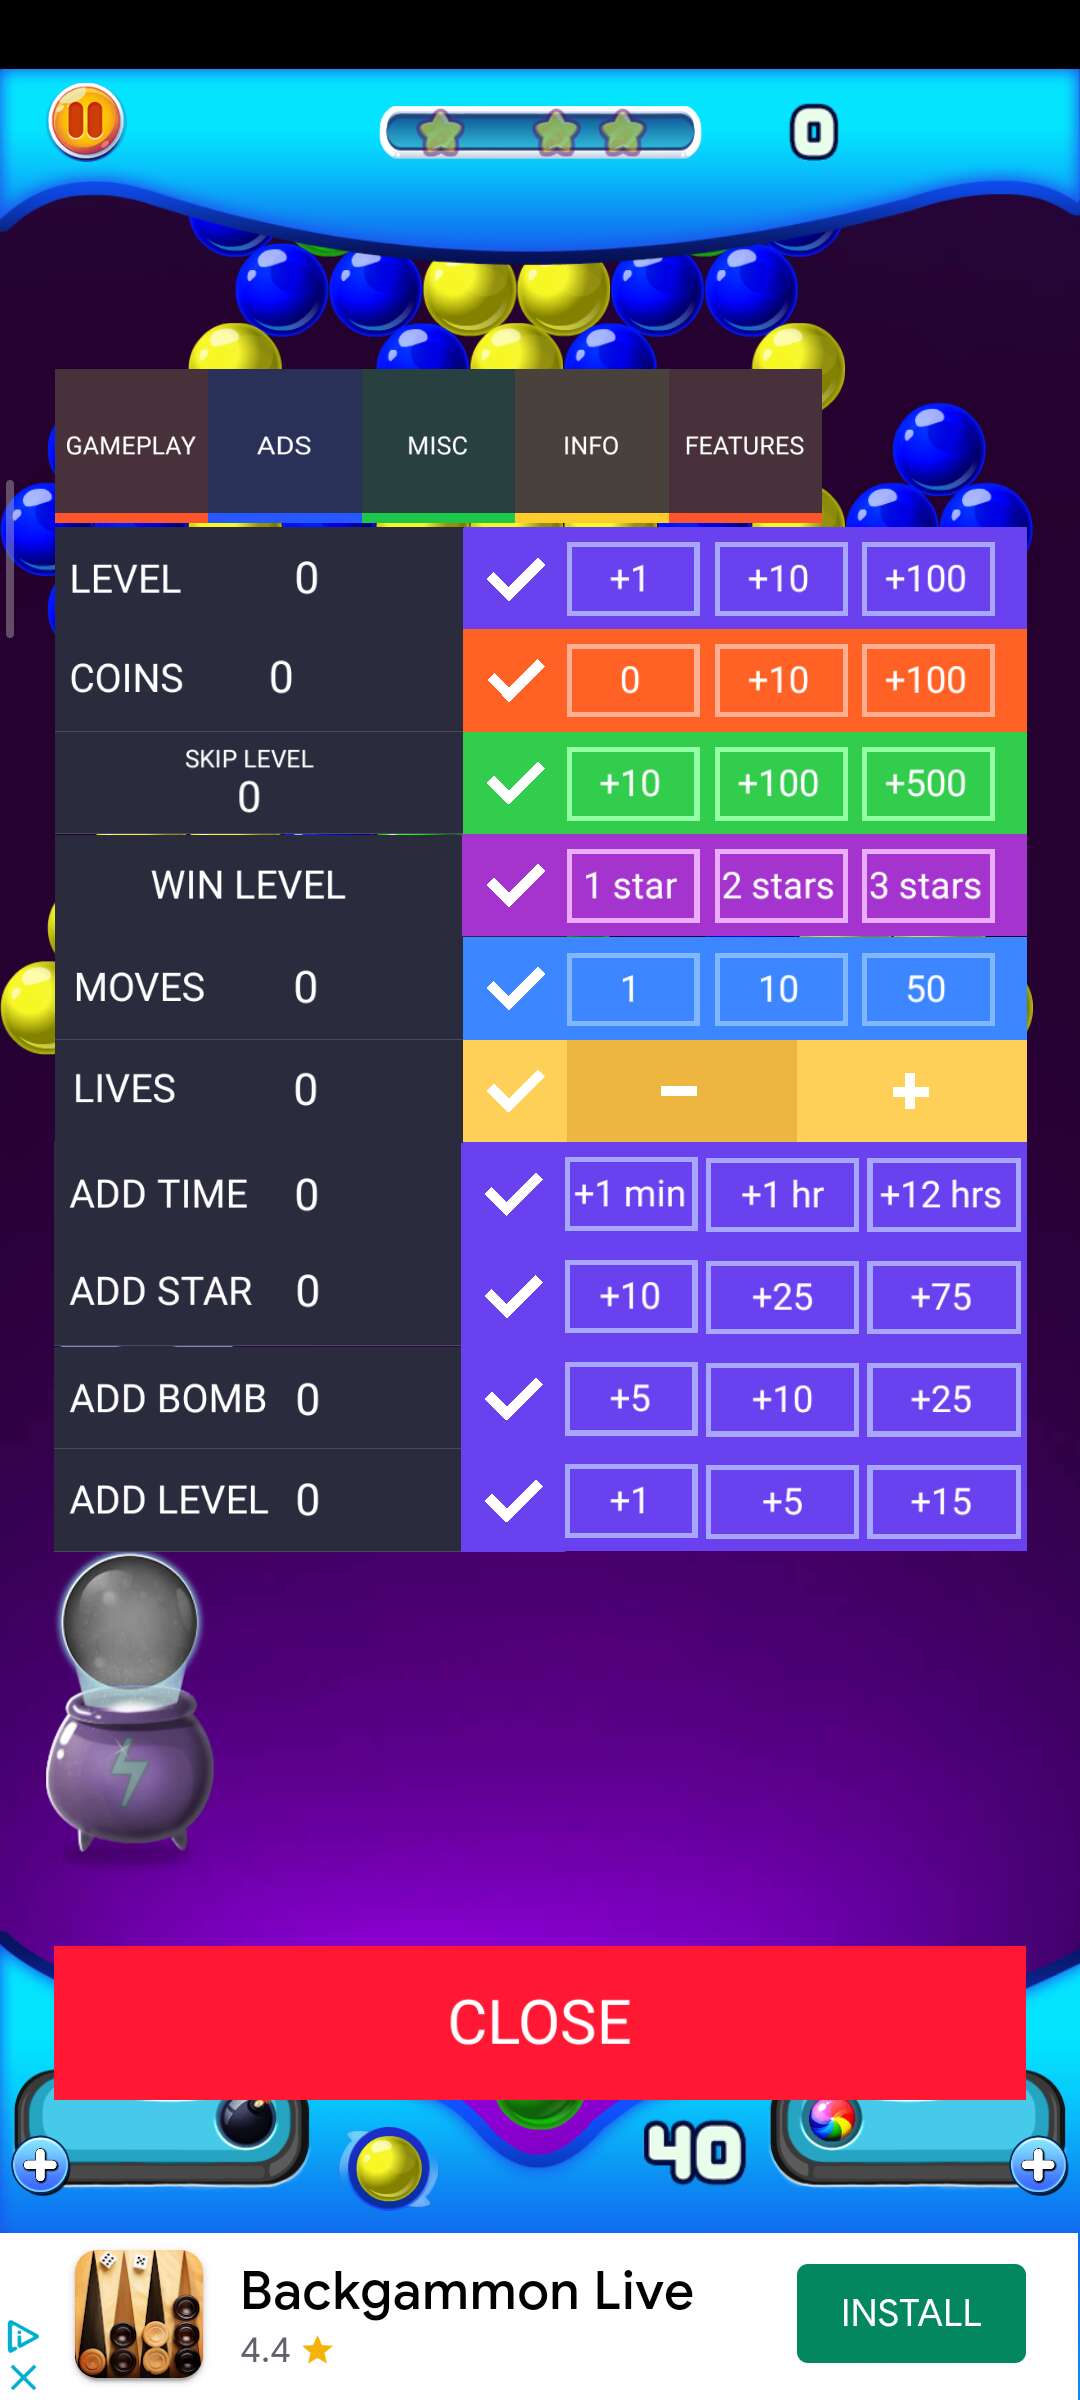 0
GAMEPLAY ADS MISC INFO FEATURES
LEVEL 0 +1 +10 +100
COINS 0 0 +10 +100
SKIP LEVEL
0 +10 +100 +500
WIN LEVEL 1 star 2 stars 3 stars
MOVES 0 1 10 50
LIVES 0 − +
ADD TIME 0 +1 min +1 hr +12 hrs
ADD STAR 0 +10 +25 +75
ADD BOMB 0 +5 +10 +25
ADD LEVEL 0 +1 +5 +15
CLOSE
40
Backgammon Live
4.4
INSTALL